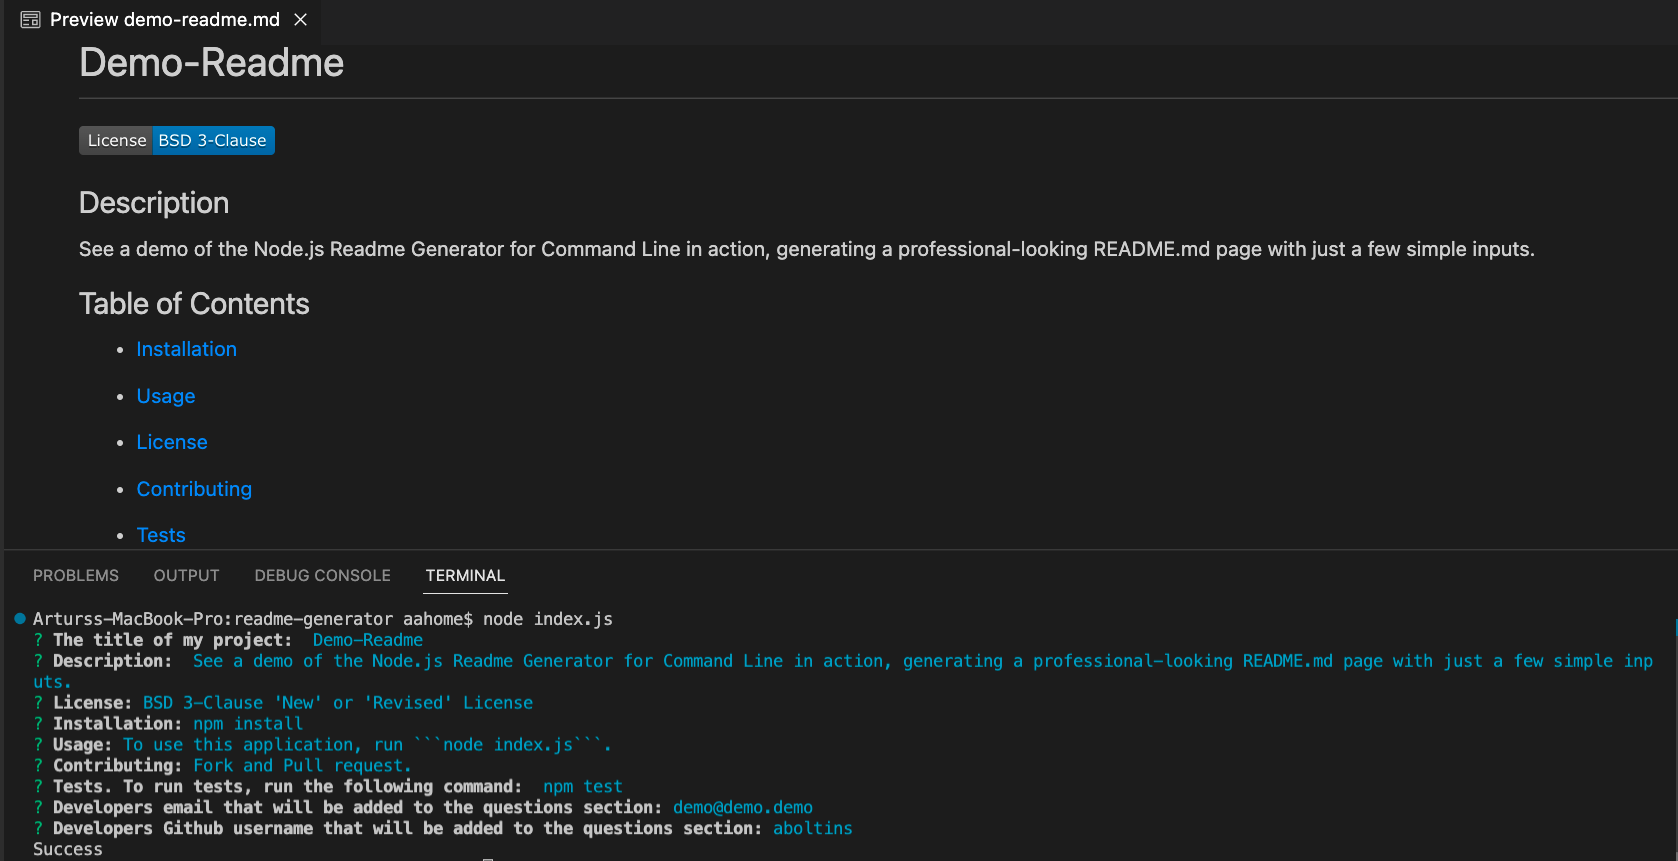 Preview demo-readme.md
Demo-Readme
License BSD 3-Clause
Description
See a demo of the Node.js Readme Generator for Command Line in action, generating a professional-looking README.md page with just a few simple inputs.
Table of Contents
• Installation
• Usage
• License
• Contributing
• Tests
PROBLEMS OUTPUT DEBUG CONSOLE TERMINAL
Arturss-MacBook-Pro:readme-generator aahome$ node index.js
? The title of my project:  Demo-Readme
? Description:  See a demo of the Node.js Readme Generator for Command Line in action, generating a professional-looking README.md page with just a few simple inp
uts.
? License: BSD 3-Clause 'New' or 'Revised' License
? Installation: npm install
? Usage: To use this application, run ```node index.js```.
? Contributing: Fork and Pull request.
? Tests. To run tests, run the following command:  npm test
? Developers email that will be added to the questions section: demo@demo.demo
? Developers Github username that will be added to the questions section: aboltins
Success